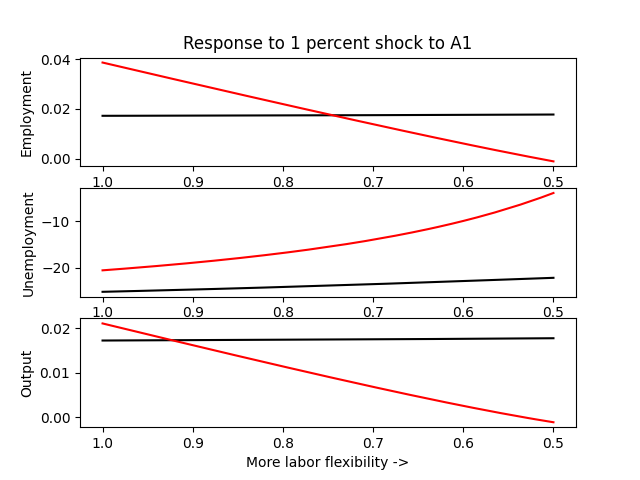 Response to 1 percent shock to A1
Employment
0.04
0.02
0.00
1.0 0.9 0.8 0.7 0.6 0.5
Unemployment
−10
−20
1.0 0.9 0.8 0.7 0.6 0.5
Output
0.02
0.01
0.00
1.0 0.9 0.8 0.7 0.6 0.5
More labor flexibility ->